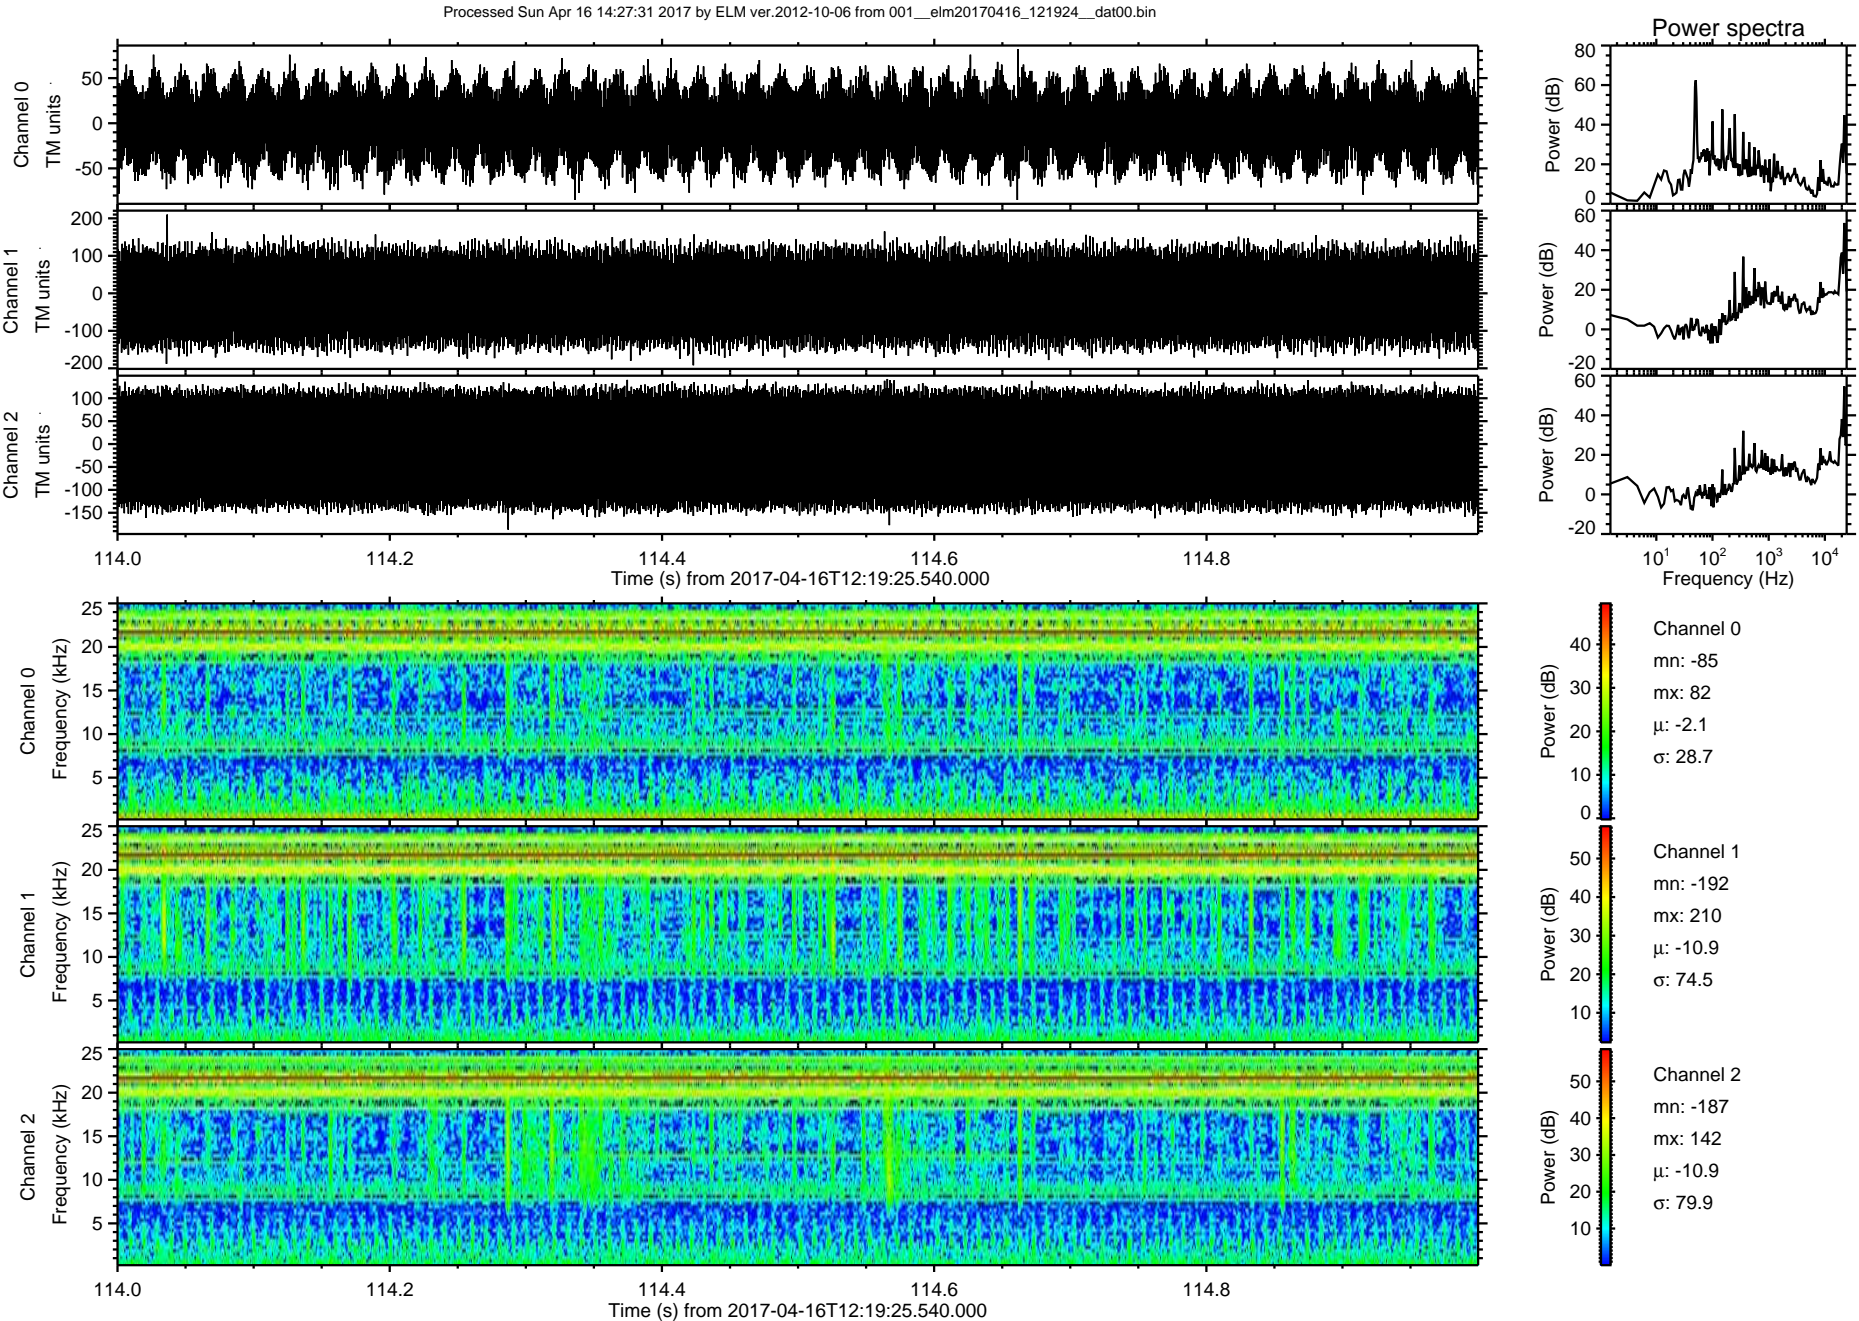 Processed Sun Apr 16 14:27:31 2017 by ELM ver.2012-10-06 from 001__elm20170416_121924__dat00.bin
Power spectra
Channel 0
TM units
50
0
-50
Power (dB)
80
60
40
20
0
Channel 1
TM units
200
100
0
-100
-200
Power (dB)
60
40
20
0
-20
Channel 2
TM units
100
50
0
-50
-100
-150
Power (dB)
60
40
20
0
-20
114.0 114.2 114.4 114.6 114.8
10^1 10^2 10^3 10^4
Time (s) from 2017-04-16T12:19:25.540.000
Frequency (Hz)
Channel 0
Frequency (kHz)
25
20
15
10
5
Power (dB)
40
30
20
10
0
Channel 0
mn: -85
mx: 82
μ: -2.1
σ: 28.7
Channel 1
Frequency (kHz)
25
20
15
10
5
Power (dB)
50
40
30
20
10
Channel 1
mn: -192
mx: 210
μ: -10.9
σ: 74.5
Channel 2
Frequency (kHz)
25
20
15
10
5
Power (dB)
50
40
30
20
10
Channel 2
mn: -187
mx: 142
μ: -10.9
σ: 79.9
114.0 114.2 114.4 114.6 114.8
Time (s) from 2017-04-16T12:19:25.540.000